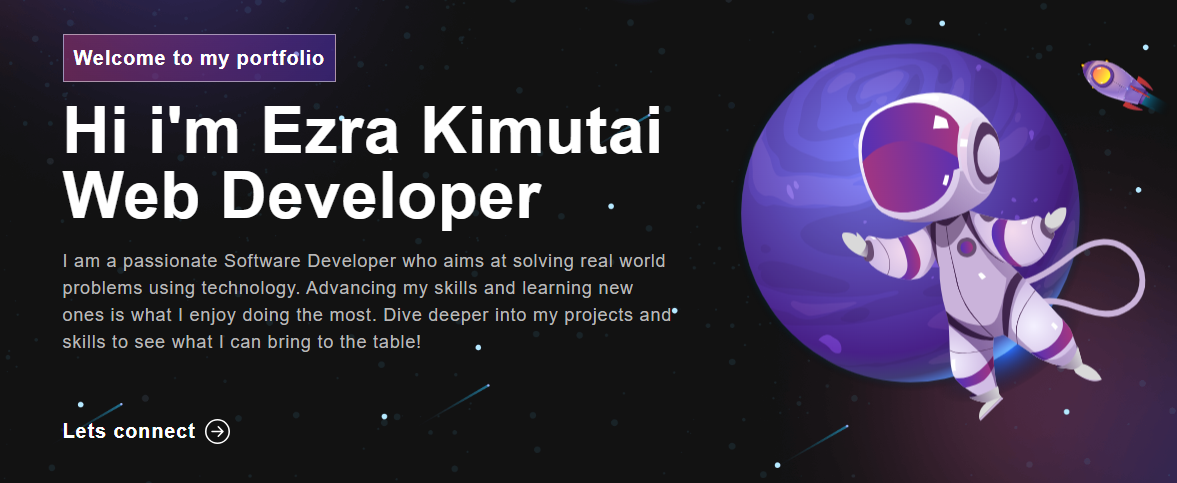 Welcome to my portfolio
Hi i'm Ezra Kimutai
Web Developer
I am a passionate Software Developer who aims at solving real world
problems using technology. Advancing my skills and learning new
ones is what I enjoy doing the most. Dive deeper into my projects and
skills to see what I can bring to the table!
Lets connect